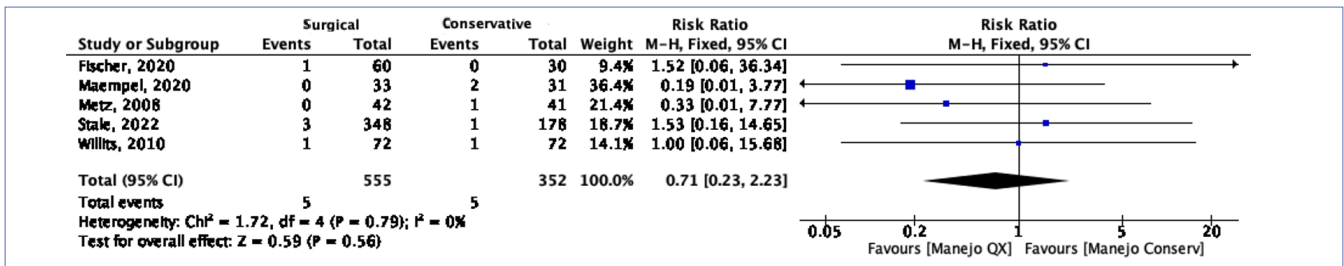 Surgical Conservative Risk Ratio Risk Ratio
Study or Subgroup Events Total Events Total Weight M-H, Fixed, 95% CI M-H, Fixed, 95% CI
Fischer, 2020 1 60 0 30 9.4% 1.52 [0.06, 36.34]
Maempel, 2020 0 33 2 31 36.4% 0.19 [0.01, 3.77]
Metz, 2008 0 42 1 41 21.4% 0.33 [0.01, 7.77]
Stale, 2022 3 348 1 178 18.7% 1.53 [0.16, 14.65]
Willits, 2010 1 72 1 72 14.1% 1.00 [0.06, 15.68]
Total (95% CI) 555 352 100.0% 0.71 [0.23, 2.23]
Total events 5 5
Heterogeneity: Chi² = 1.72, df = 4 (P = 0.79); I² = 0%
Test for overall effect: Z = 0.59 (P = 0.56)
0.05 0.2 1 5 20
Favours [Manejo QX] Favours [Manejo Conserv]